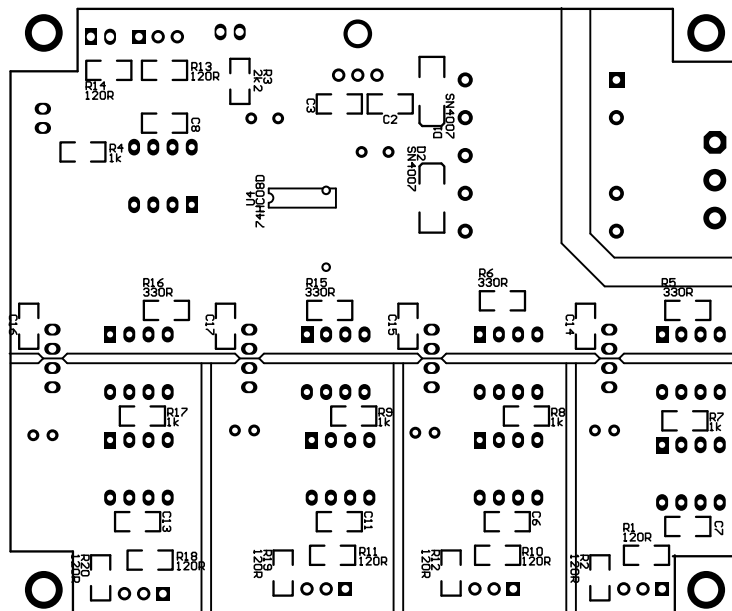 R13
120R
R14
120R
R3
2k2
C3
C2
SN4007
D1
C8
R4
1k
D2
SN4007
U4
74HC08D
R16
330R
R15
330R
R6
330R
R5
330R
C16
C17
C15
C14
R17
1k
R9
1k
R8
1k
R7
1k
C13
C11
C6
C7
R1
120R
R20
120R
R18
120R
R19
120R
R11
120R
R12
120R
R10
120R
R2
120R